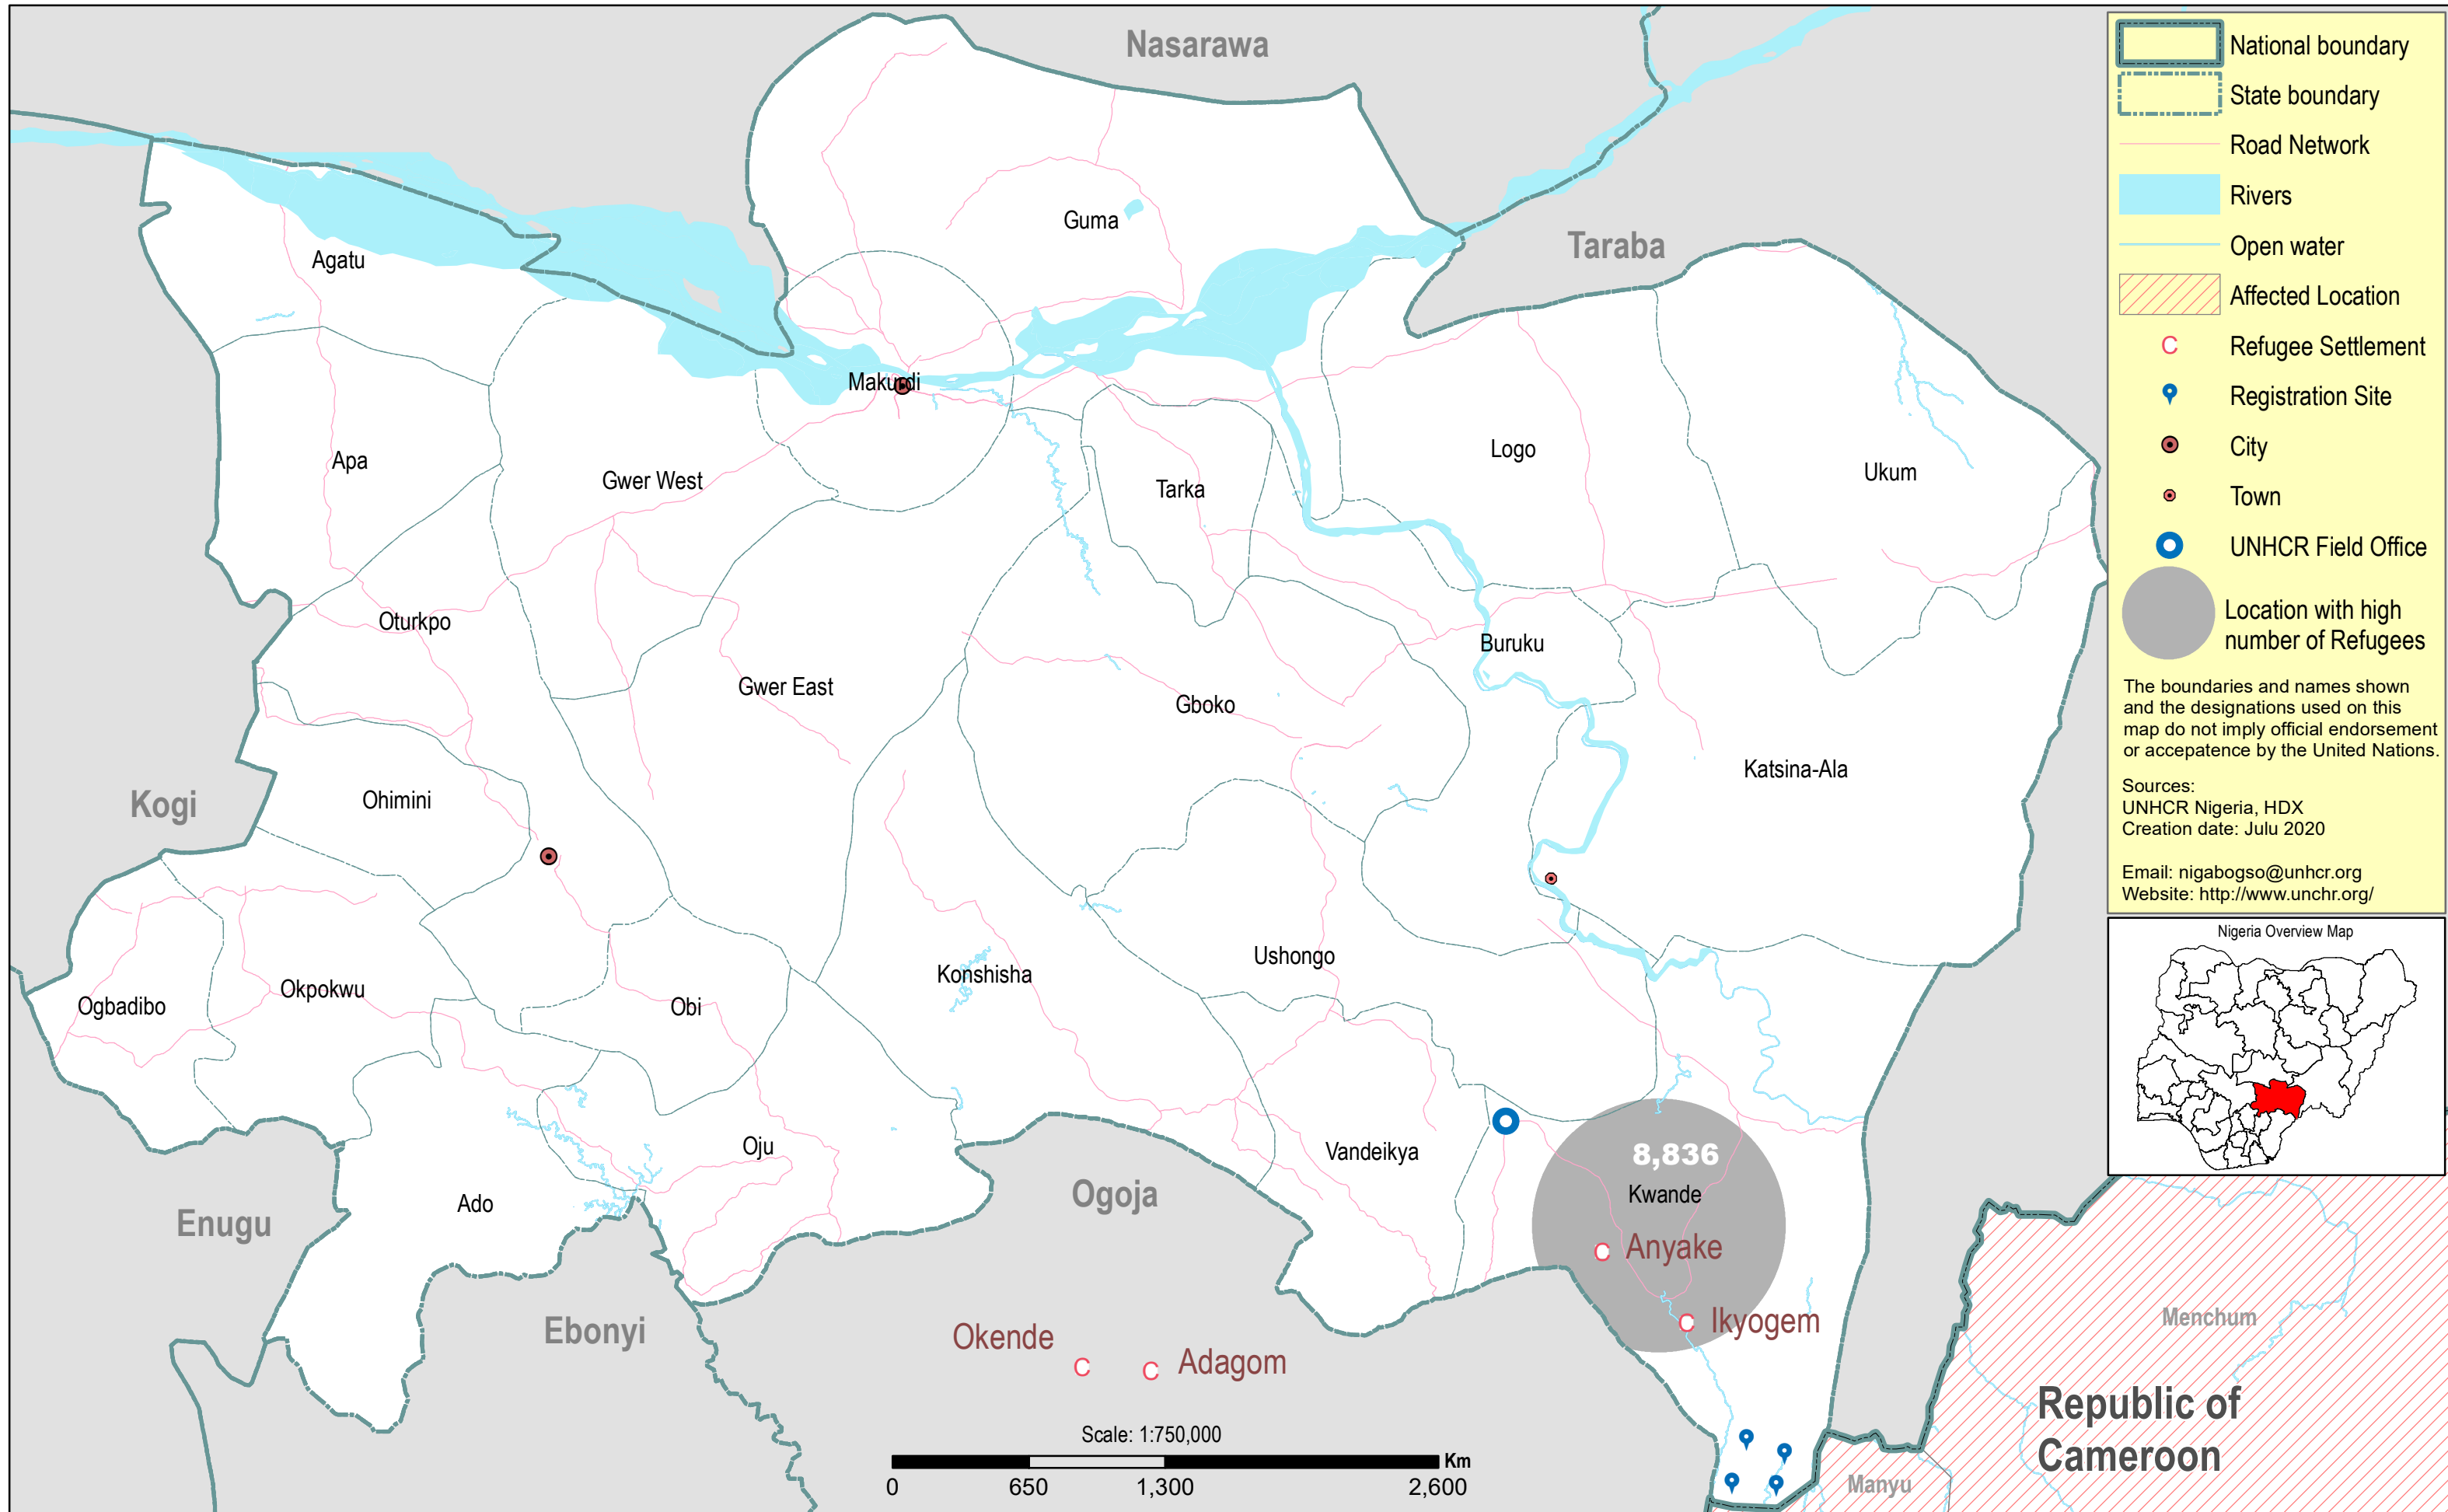 Nasarawa
Guma
Taraba
Agatu
Makurdi
Apa
Gwer West
Tarka
Logo
Ukum
Oturkpo
Buruku
Gwer East
Gboko
Katsina-Ala
Kogi
Ohimini
Ushongo
Konshisha
Okpokwu
Ogbadibo
Obi
Oju
Vandeikya
8,836
Kwande
Ogoja
Ado
Enugu
Anyake
Ikyogem
Ebonyi
Okende
Adagom
Menchum
Republic of
Cameroon
Manyu
Scale: 1:750,000
Km
0 650 1,300 2,600
National boundary
State boundary
Road Network
Rivers
Open water
Affected Location
C Refugee Settlement
Registration Site
City
Town
UNHCR Field Office
Location with high
number of Refugees
The boundaries and names shown
and the designations used on this
map do not imply official endorsement
or accepatence by the United Nations.
Sources:
UNHCR Nigeria, HDX
Creation date: Julu 2020
Email: nigabogso@unhcr.org
Website: http://www.unchr.org/
Nigeria Overview Map